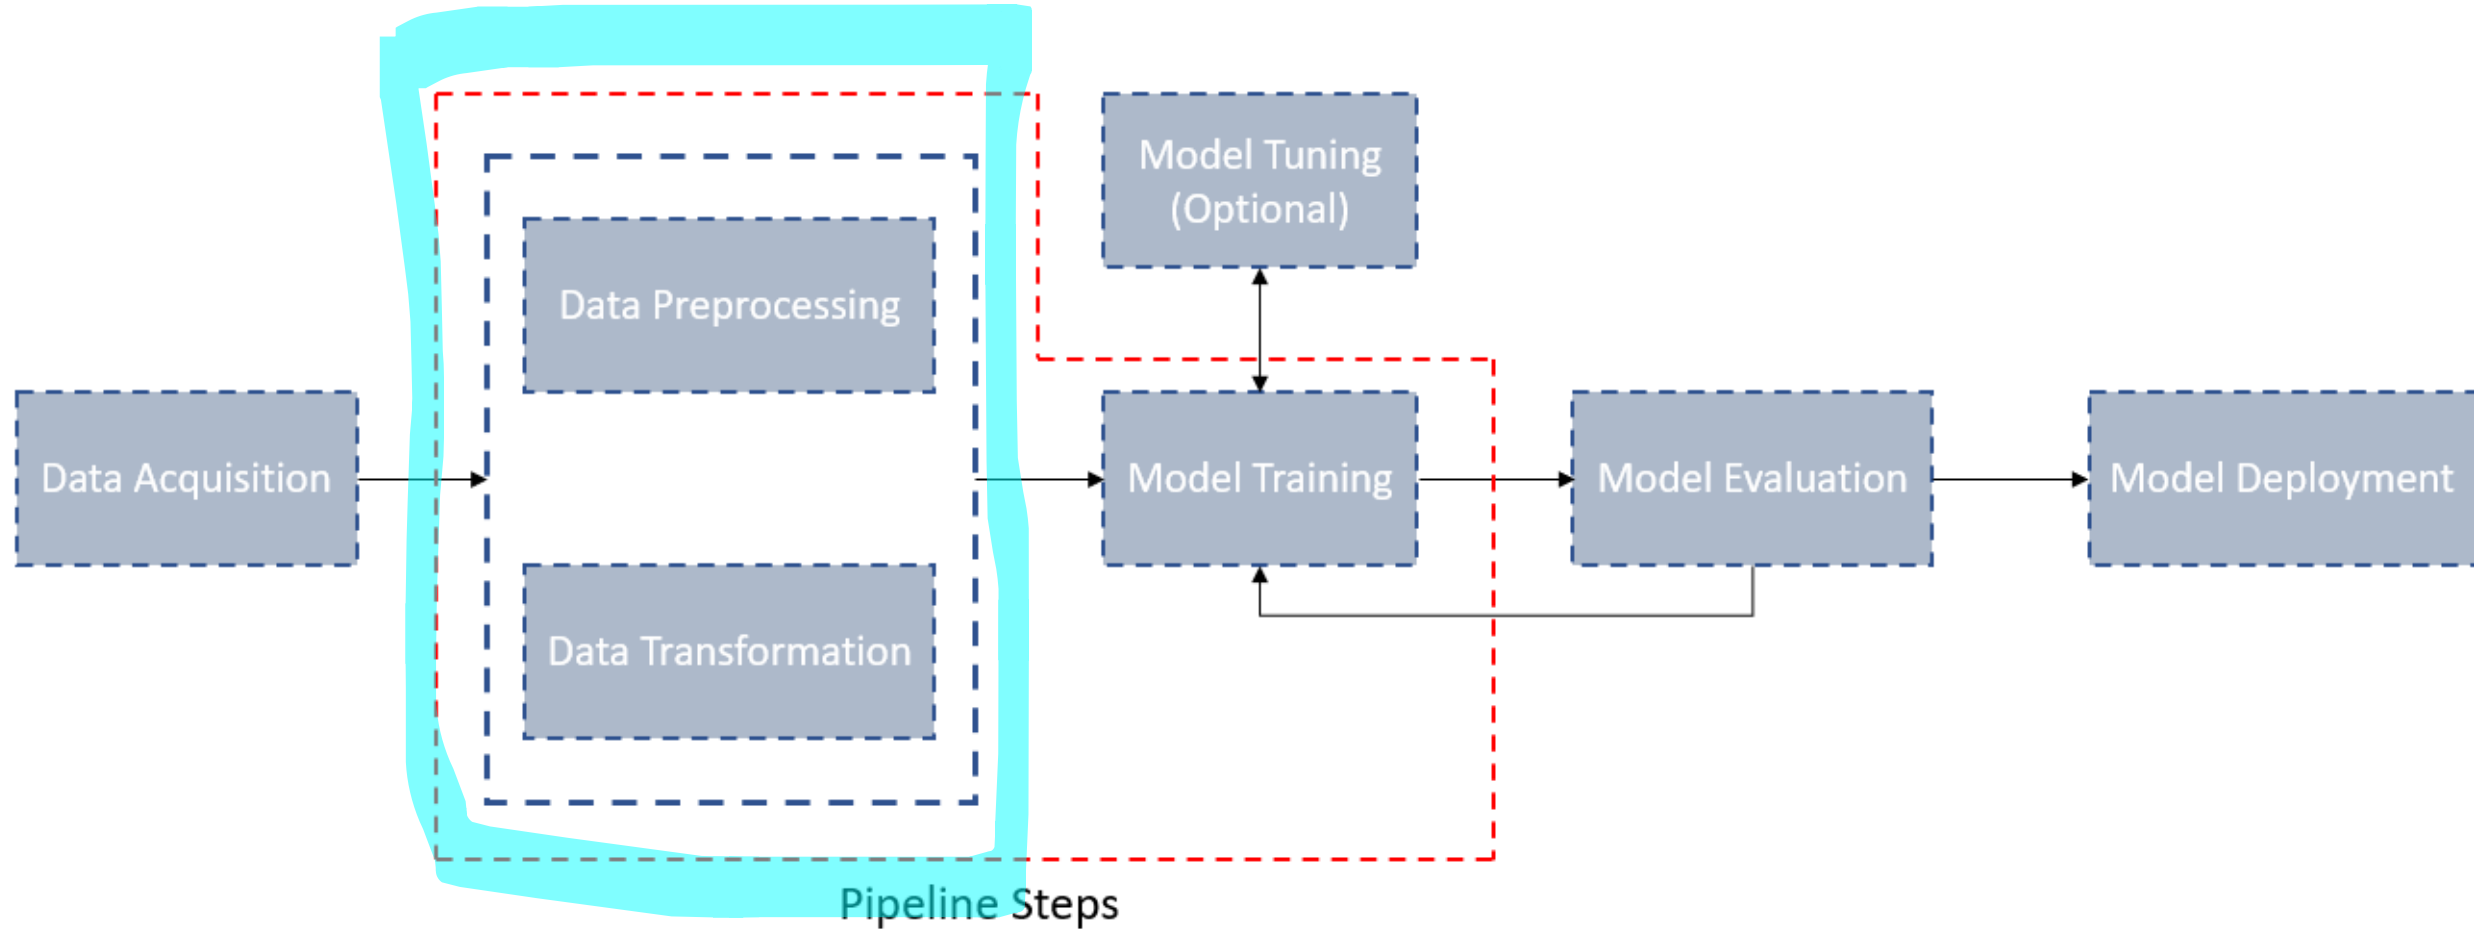 Data Acquisition
Data Preprocessing
Data Transformation
Model Tuning
(Optional)
Model Training
Model Evaluation
Model Deployment
Pipeline Steps